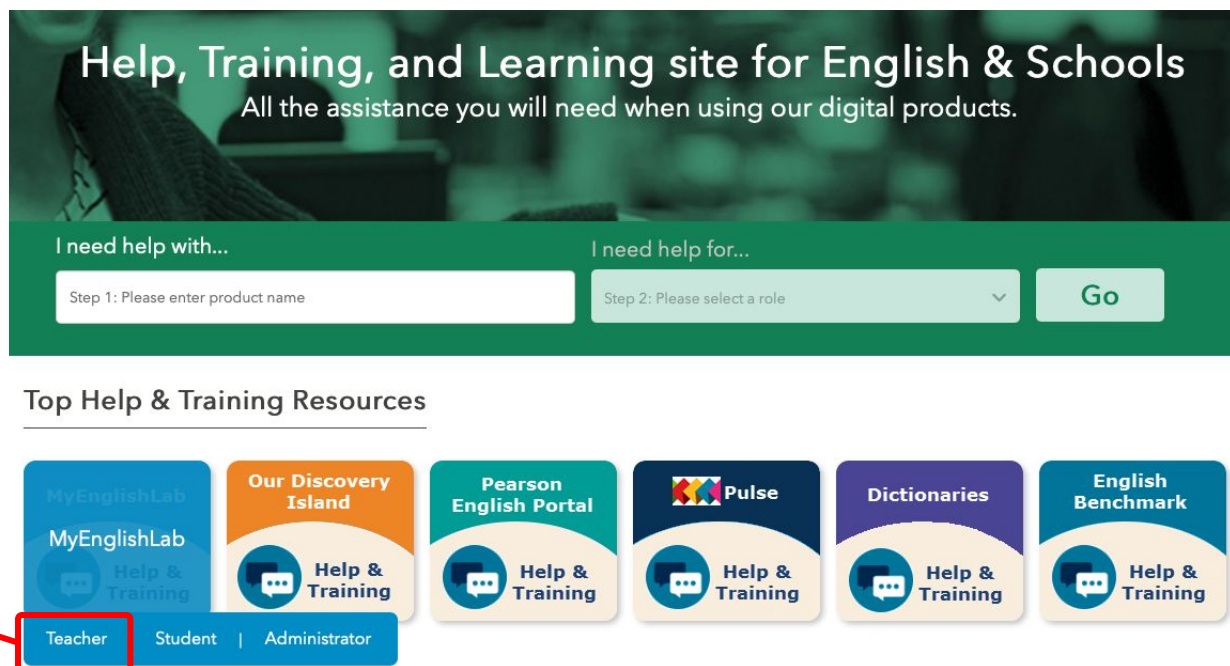 Help, Training, and Learning site for English & Schools
All the assistance you will need when using our digital products.
I need help with...
I need help for...
Step 1: Please enter product name
Step 2: Please select a role
Go
Top Help & Training Resources
MyEnglishLab
MyEnglishLab
Help &
Training
Our Discovery
Island
Help &
Training
Pearson
English Portal
Help &
Training
Pulse
Help &
Training
Dictionaries
Help &
Training
English
Benchmark
Help &
Training
Teacher Student | Administrator